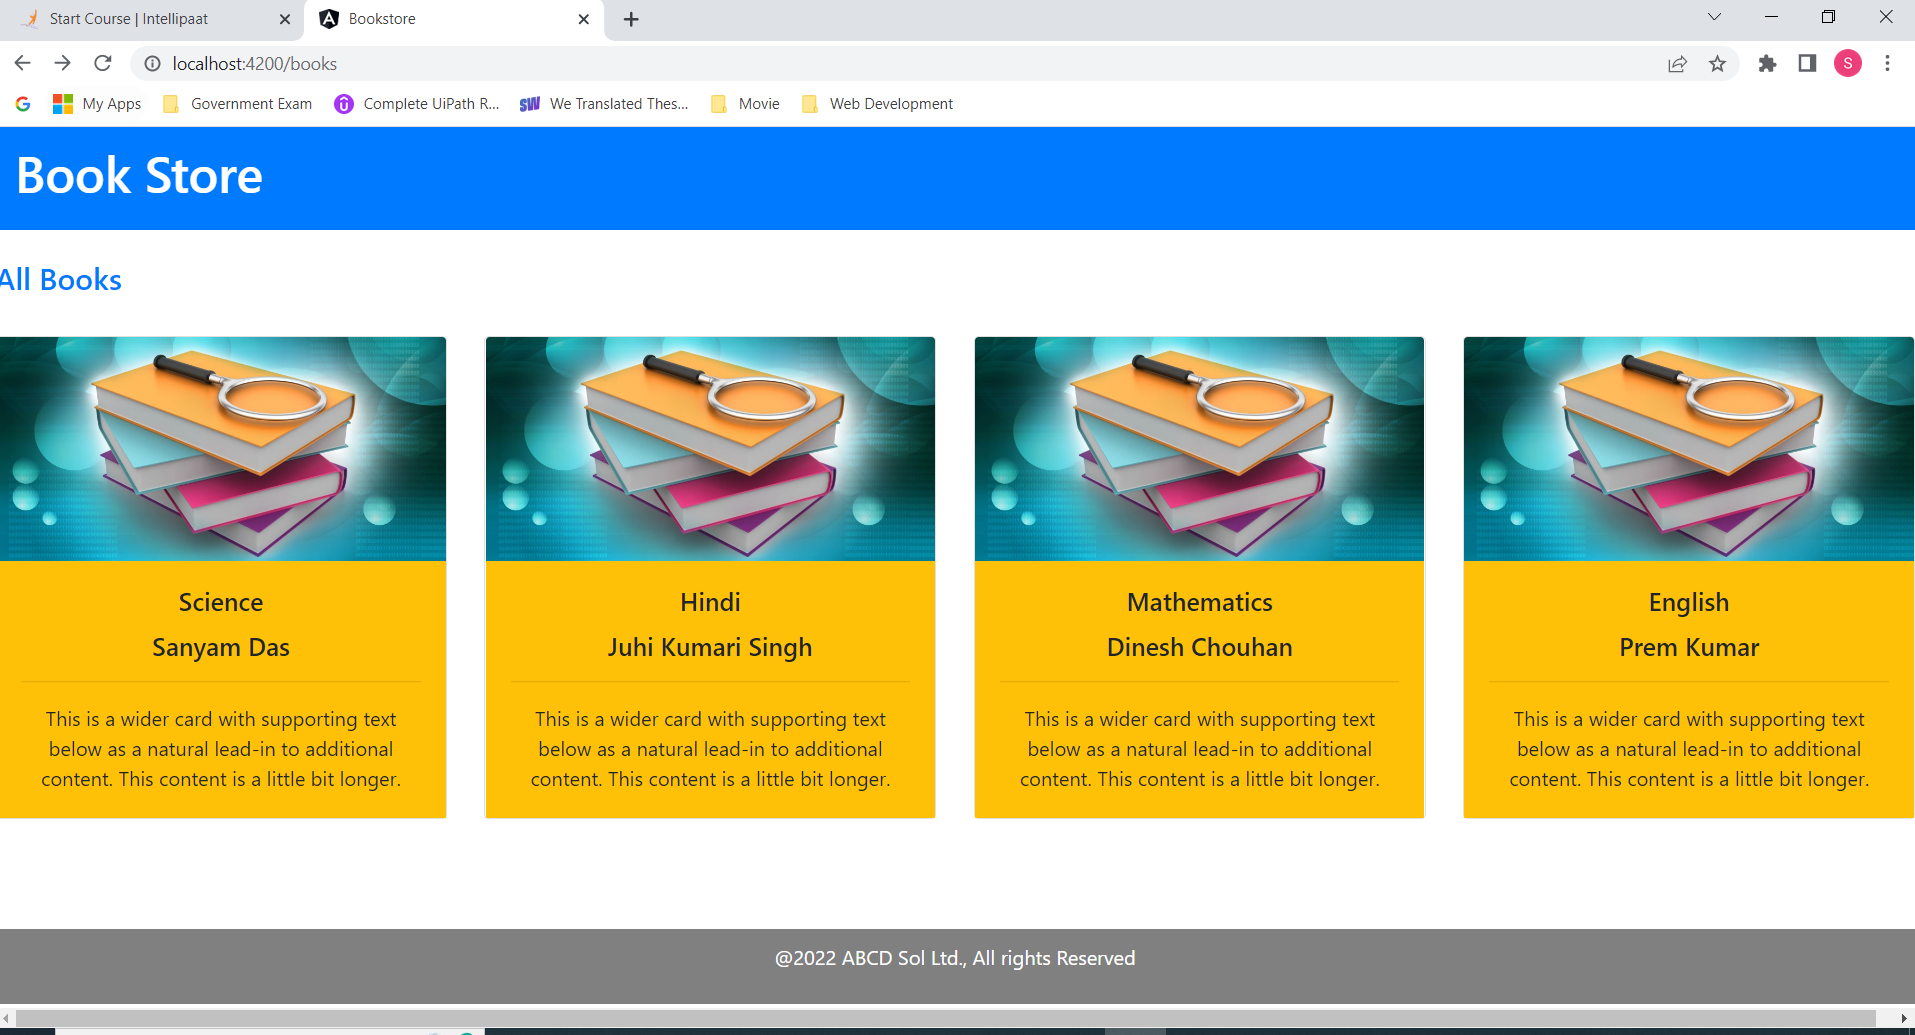 Start Course | Intellipaat
Bookstore
localhost:4200/books
S
My Apps
Government Exam
Complete UiPath R...
We Translated Thes...
Movie
Web Development
Book Store
All Books
Science
Sanyam Das
This is a wider card with supporting text
below as a natural lead-in to additional
content. This content is a little bit longer.
Hindi
Juhi Kumari Singh
This is a wider card with supporting text
below as a natural lead-in to additional
content. This content is a little bit longer.
Mathematics
Dinesh Chouhan
This is a wider card with supporting text
below as a natural lead-in to additional
content. This content is a little bit longer.
English
Prem Kumar
This is a wider card with supporting text
below as a natural lead-in to additional
content. This content is a little bit longer.
@2022 ABCD Sol Ltd., All rights Reserved